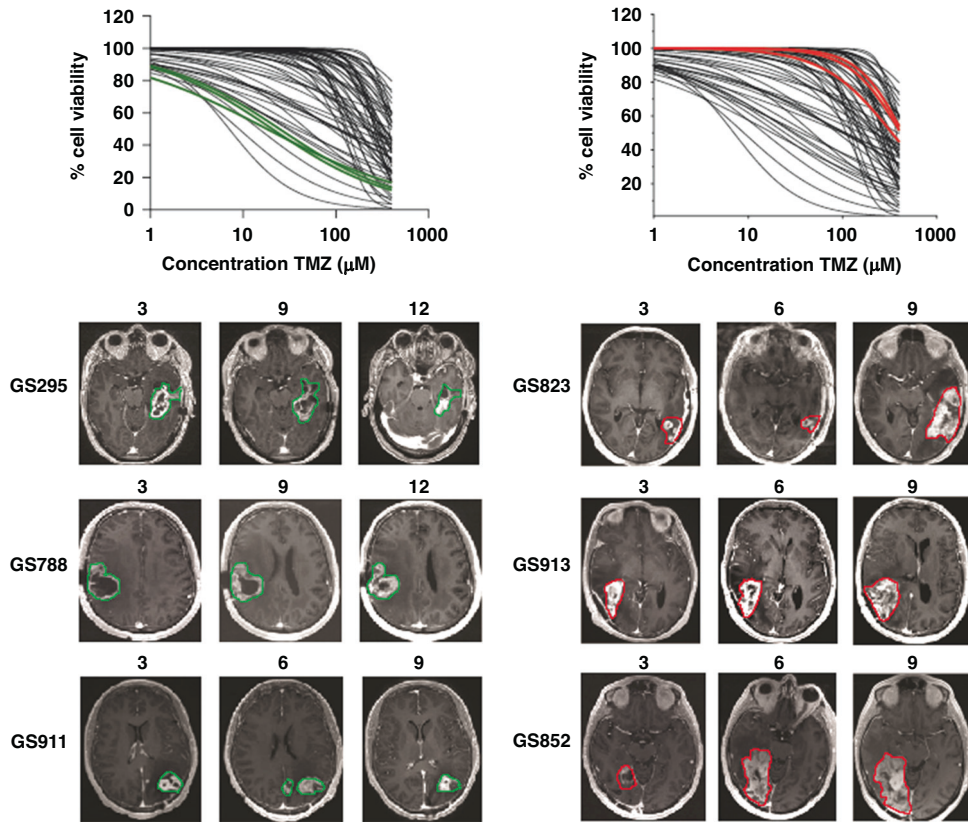 120
100
80
60
40
20
0
% cell viability
1 10 100 1000
Concentration TMZ (μM)
120
100
80
60
40
20
% cell viability
1 10 100 1000
Concentration TMZ (μM)
3 9 12
GS295
3 9 12
GS788
3 6 9
GS911
3 6 9
GS823
3 6 9
GS913
3 6 9
GS852